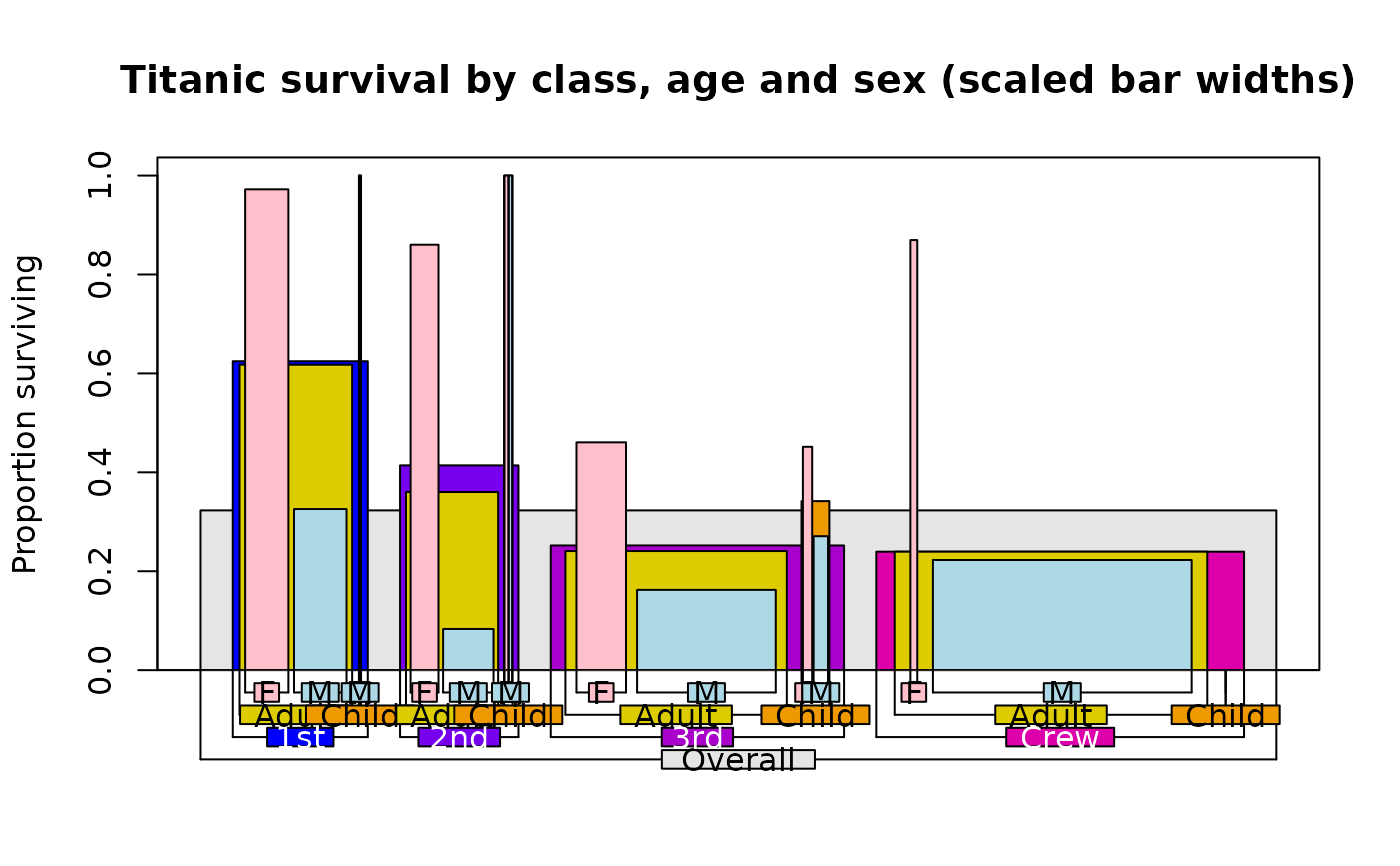 Titanic survival by class, age and sex (scaled bar widths)
Proportion surviving
1.0
0.8
0.6
0.4
0.2
0.0
F M M F M M F M M F M
Child Child Adult Child Adult Child
1st 2nd 3rd Crew
Overall